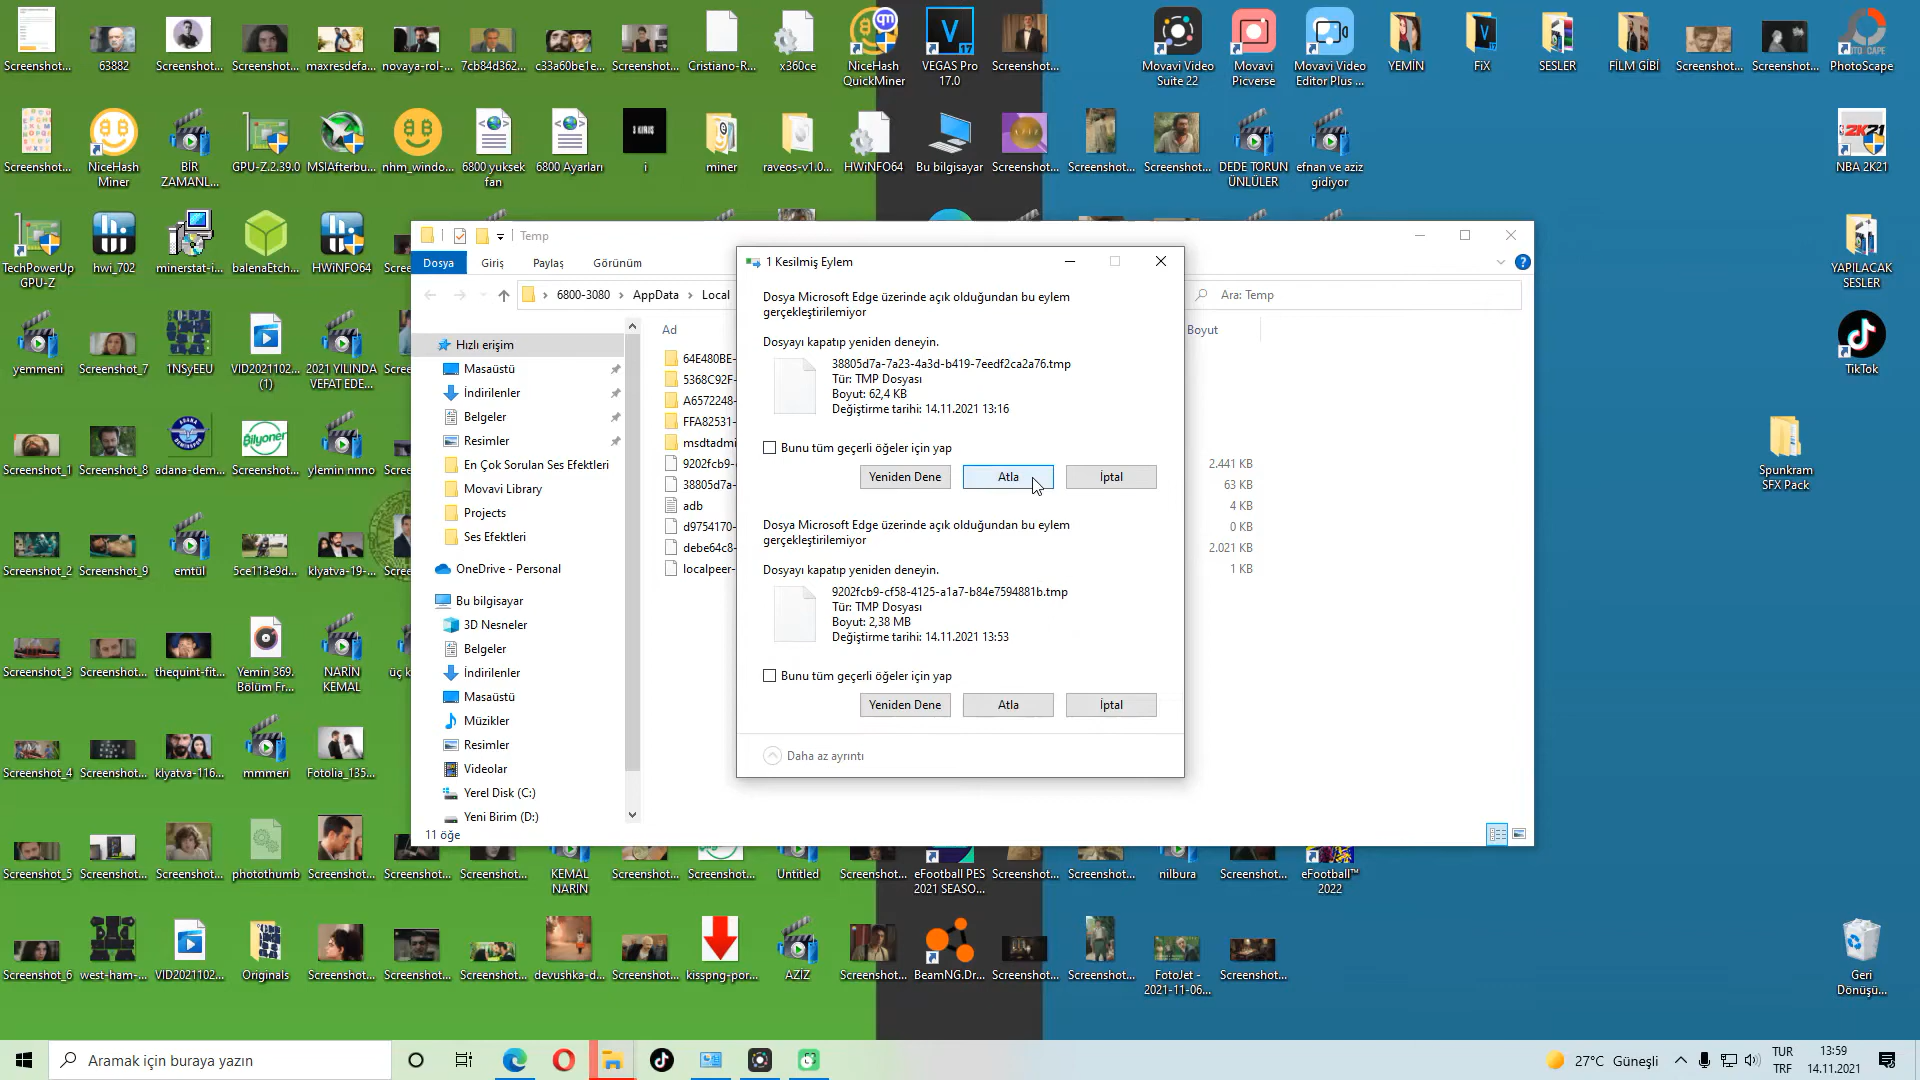 Screenshot...
63882
Screenshot...
Screenshot...
maxresdefa...
novaya-rol-...
7cb84d362...
c33a60be1e...
Screenshot...
Cristiano-R...
x360ce
NiceHash
QuickMiner
VEGAS Pro
17.0
Screenshot...
Movavi Video
Suite 22
Movavi
Picverse
Movavi Video
Editor Plus ...
YEMİN
FiX
SESLER
FİLM GİBİ
Screenshot...
Screenshot...
PhotoScape
Screenshot...
NiceHash
Miner
BİR
ZAMANL...
GPU-Z.2.39.0
MSIAfterbu...
nhm_windo...
6800 yuksek
fan
6800 Ayarları
i
miner
raveos-v1.0...
HWiNFO64
Bu bilgisayar
Screenshot...
Screenshot...
Screenshot...
DEDE TORUN
ÜNLÜLER
efnan ve aziz
gidiyor
NBA 2K21
TechPowerUp
GPU-Z
hwi_702
minerstat-i...
balenaEtch...
HWiNFO64
Scree
YAPILACAK
SESLER
yemmeni
Screenshot_7
1NSyEEU
VID2021102...
(1)
2021 YILINDA
VEFAT EDE...
Scree
TikTok
Screenshot_1
Screenshot_8
adana-dem...
Screenshot...
ylemin nnno
Scree
Spunkram
SFX Pack
Screenshot_2
Screenshot_9
emtül
5ce113e9d...
klyatva-19-...
Screenshot_3
Screenshot...
thequint-fit...
Yemin 369.
Bölüm Fr...
NARİN
KEMAL
üç k
Screenshot_4
Screenshot...
klyatva-116...
mmmeri
Fotolia_135...
Temp
Dosya
Giriş
Paylaş
Görünüm
6800-3080
AppData
Local
Ara: Temp
Ad
Boyut
Hızlı erişim
Masaüstü
İndirilenler
Belgeler
Resimler
En Çok Sorulan Ses Efektleri
Movavi Library
Projects
Ses Efektleri
OneDrive - Personal
Bu bilgisayar
3D Nesneler
Belgeler
İndirilenler
Masaüstü
Müzikler
Resimler
Videolar
Yerel Disk (C:)
Yeni Birim (D:)
11 öğe
64E480BE-
5368C92F-
A6572248-
FFA82531-
msdtadmi
9202fcb9-
2.441 KB
38805d7a-
63 KB
adb
4 KB
d9754170-
0 KB
debe64c8-
2.021 KB
localpeer-
1 KB
1 Kesilmiş Eylem
Dosya Microsoft Edge üzerinde açık olduğundan bu eylem
gerçekleştirilemiyor
Dosyayı kapatıp yeniden deneyin.
38805d7a-7a23-4a3d-b419-7eedf2ca2a76.tmp
Tür: TMP Dosyası
Boyut: 62,4 KB
Değiştirme tarihi: 14.11.2021 13:16
Bunu tüm geçerli öğeler için yap
Yeniden Dene
Atla
İptal
Dosya Microsoft Edge üzerinde açık olduğundan bu eylem
gerçekleştirilemiyor
Dosyayı kapatıp yeniden deneyin.
9202fcb9-cf58-4125-a1a7-b84e7594881b.tmp
Tür: TMP Dosyası
Boyut: 2,38 MB
Değiştirme tarihi: 14.11.2021 13:53
Bunu tüm geçerli öğeler için yap
Yeniden Dene
Atla
İptal
Daha az ayrıntı
Screenshot_5
Screenshot...
Screenshot...
photothumb
Screenshot...
Screenshot...
Screenshot...
KEMAL
NARİN
Screenshot...
Screenshot...
Untitled
Screenshot...
eFootball PES
2021 SEASO...
Screenshot...
Screenshot...
nilbura
Screenshot...
eFootball™
2022
Screenshot_6
west-ham-...
VID2021102...
Originals
Screenshot...
Screenshot...
Screenshot...
devushka-d...
Screenshot...
kisspng-por...
AZİZ
Screenshot...
BeamNG.Dr...
Screenshot...
Screenshot...
FotoJet -
2021-11-06...
Screenshot...
Geri
Dönüşü...
Aramak için buraya yazın
27°C Güneşli
TUR
TRF
13:59
14.11.2021